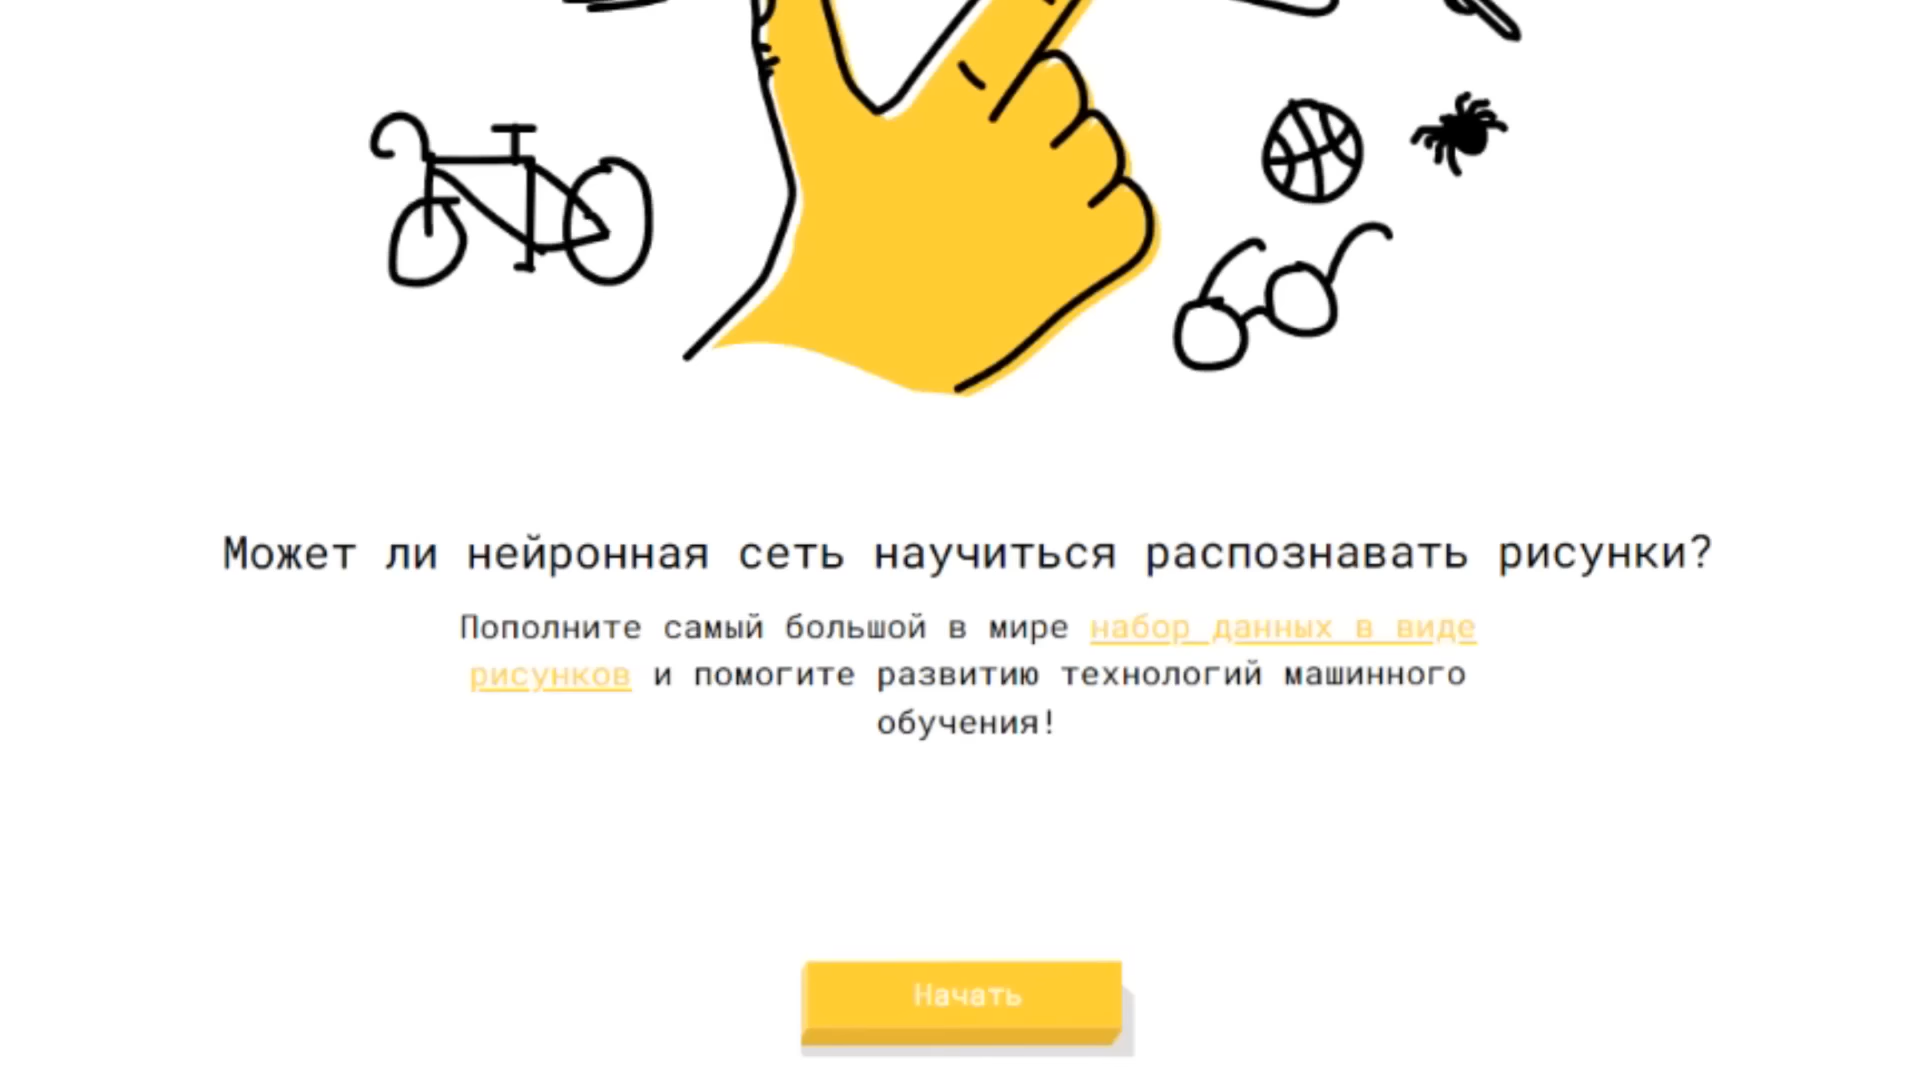 Может ли нейронная сеть научиться распознавать рисунки?
Пополните самый большой в мире набор данных в виде
рисунков и помогите развитию технологий машинного
обучения!
Начать